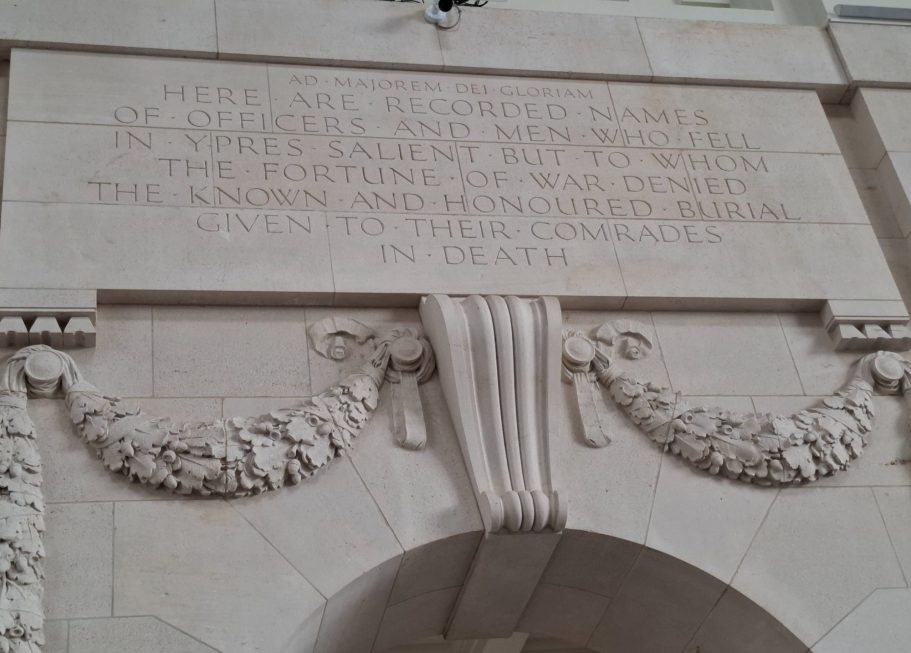 AD·MAJOREM·DEI·GLORIAM
HERE·ARE·RECORDED·NAMES
OF·OFFICERS·AND·MEN·WHO·FELL
IN·YPRES·SALIENT·BUT·TO·WHOM
THE·FORTUNE·OF·WAR·DENIED
THE·KNOWN·AND·HONOURED·BURIAL
GIVEN·TO·THEIR·COMRADES
IN·DEATH